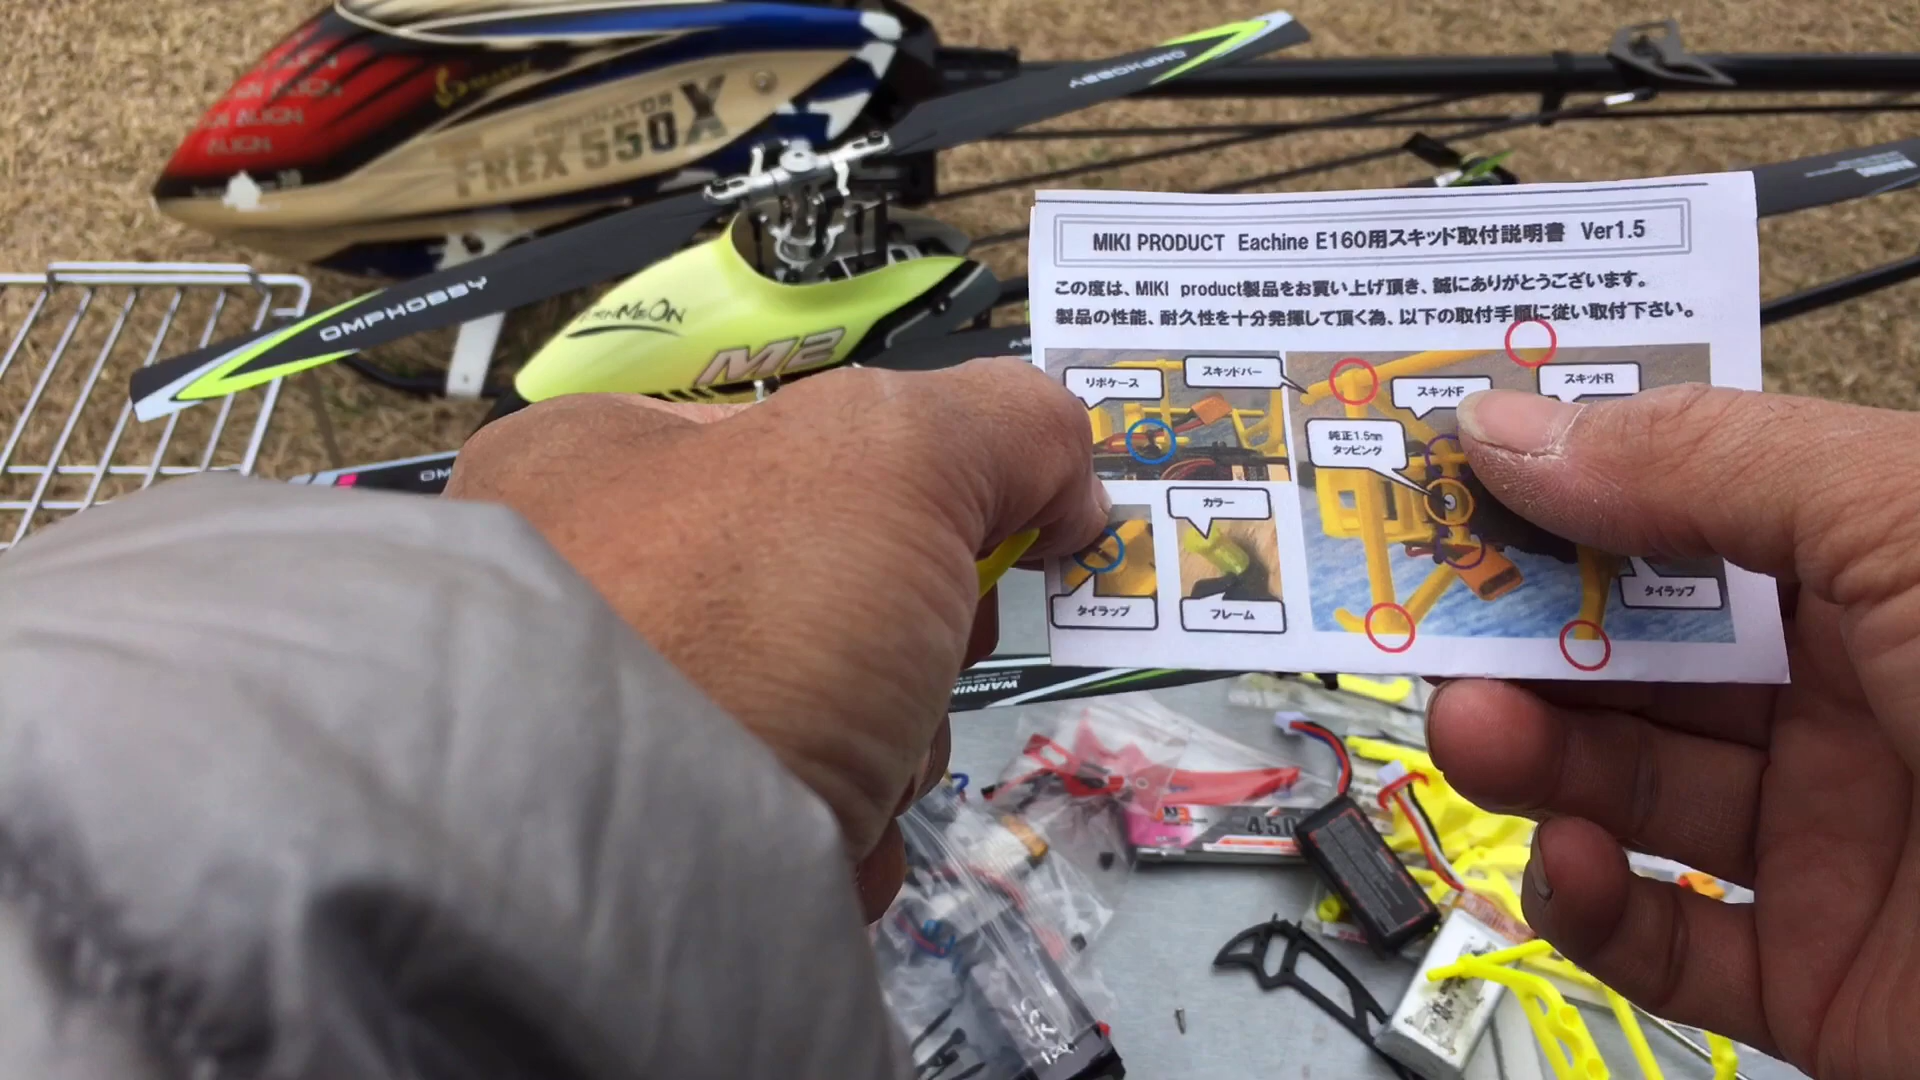 ALIGN
ALIGN
T-REX 550X
OMPHOBBY
OMPHOBBY
M2
WARNING
450
MIKI PRODUCT Eachine E160用スキッド取付説明書 Ver1.5
この度は、MIKI product製品をお買い上げ頂き、誠にありがとうございます。
製品の性能、耐久性を十分発揮して頂く為、以下の取付手順に従い取付下さい。
リポケース
スキッドバー
スキッドF
スキッドR
純正1.5mm
タッピング
カラー
タイラップ
フレーム
タイラップ